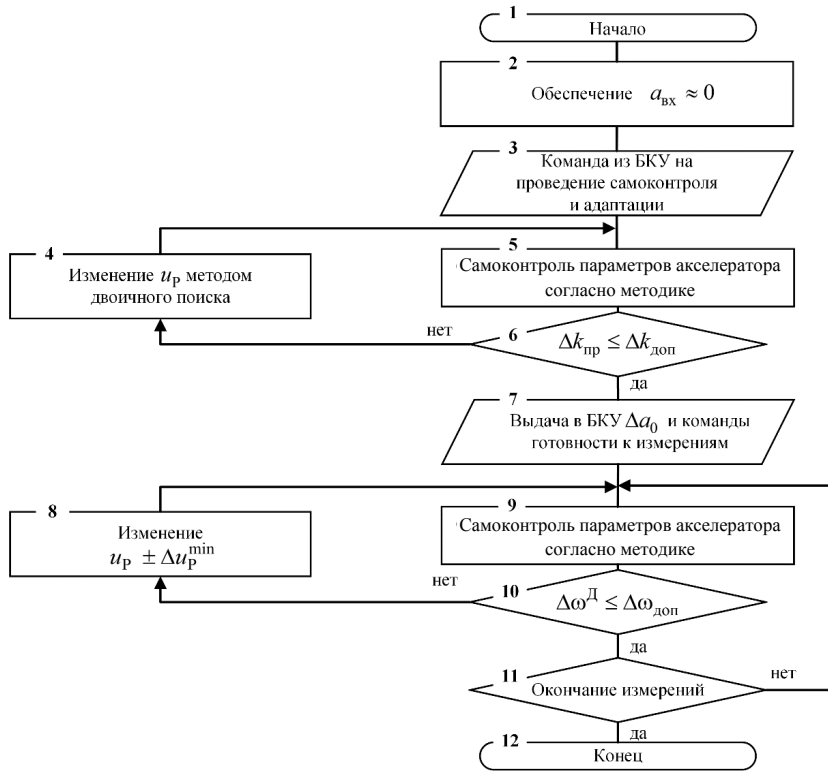 1
Начало
2
Обеспечение a_вх ≈ 0
3
Команда из БКУ на
проведение самоконтроля
и адаптации
4
Изменение u_P методом
двоичного поиска
5
Самоконтроль параметров акселератора
согласно методике
нет
6
Δk_пр ≤ Δk_доп
да
7
Выдача в БКУ Δa_0 и команды
готовности к измерениям
8
Изменение
u_P ± Δu_P^min
9
Самоконтроль параметров акселератора
согласно методике
нет
10
Δω^Д ≤ Δω_доп
да
11
Окончание измерений
нет
да
12
Конец